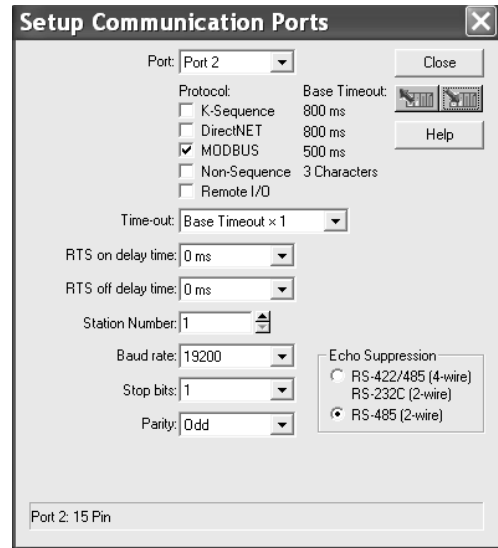 Setup Communication Ports
Port: Port 2
Close
Protocol: Base Timeout:
K-Sequence 800 ms
DirectNET 800 ms
Help
MODBUS 500 ms
Non-Sequence 3 Characters
Remote I/O
Time-out: Base Timeout × 1
RTS on delay time: 0 ms
RTS off delay time: 0 ms
Station Number: 1
Baud rate: 19200
Echo Suppression
RS-422/485 (4-wire)
RS-232C (2-wire)
Stop bits: 1
RS-485 (2-wire)
Parity: Odd
Port 2: 15 Pin